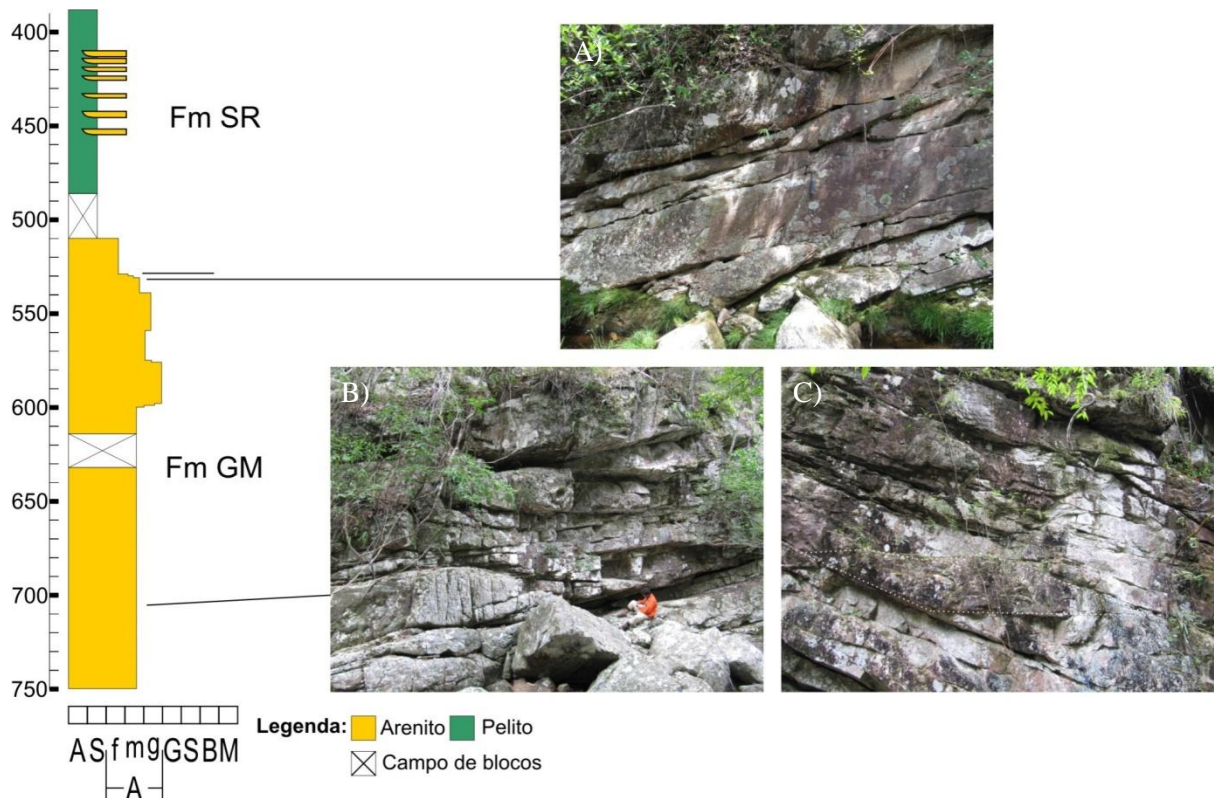 400
450
500
550
600
650
700
750
Fm SR
Fm GM
A)
B)
C)
Legenda: Arenito Pelito
Campo de blocos
A S f m g G S B M
A